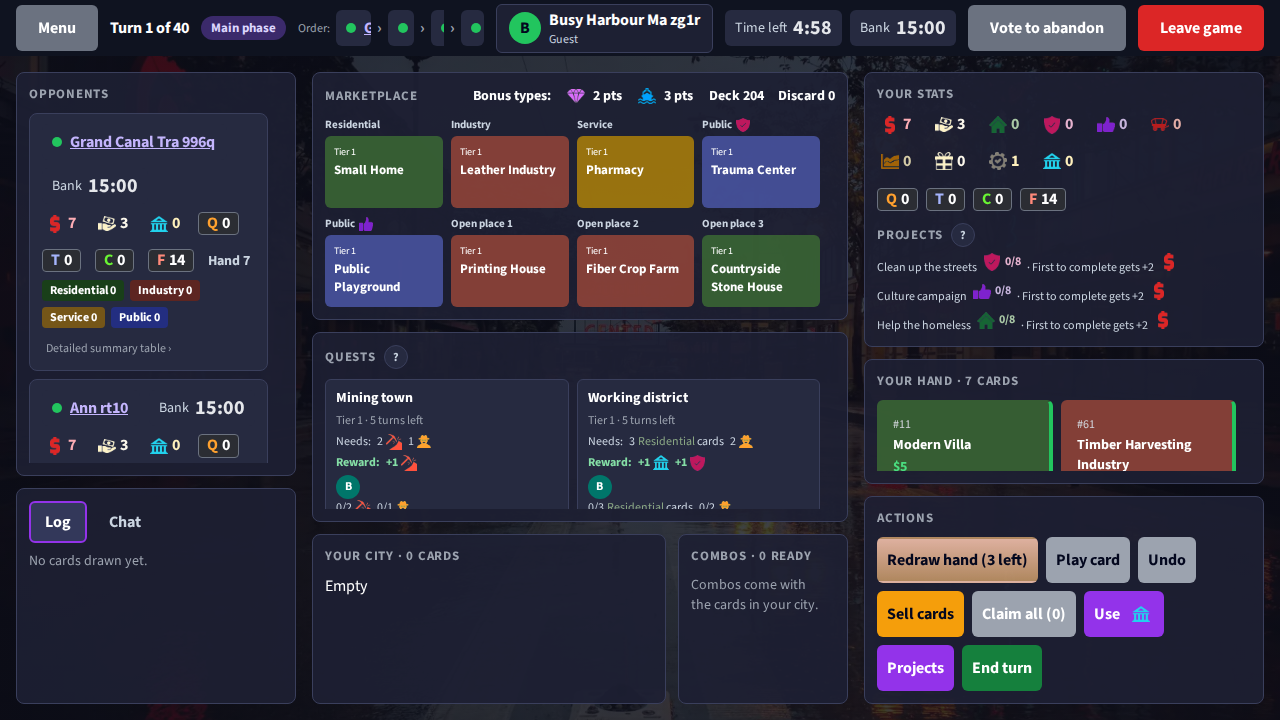 Menu
Turn 1 of 40
Main phase
Order:
G
›
›
›
B
Busy Harbour Ma zg1r
Guest
Time left 4:58
Bank 15:00
Vote to abandon
Leave game
OPPONENTS
Grand Canal Tra 996q
Bank 15:00
7
3
0
Q 0
T 0
C 0
F 14
Hand 7
Residential 0
Industry 0
Service 0
Public 0
Detailed summary table ›
Ann rt10
Bank 15:00
7
3
0
Q 0
Log
Chat
No cards drawn yet.
MARKETPLACE
Bonus types:
2 pts
3 pts
Deck 204
Discard 0
Residential
Industry
Service
Public
Tier 1
Small Home
Tier 1
Leather Industry
Tier 1
Pharmacy
Tier 1
Trauma Center
Public
Open place 1
Open place 2
Open place 3
Tier 1
Public
Playground
Tier 1
Printing House
Tier 1
Fiber Crop Farm
Tier 1
Countryside
Stone House
QUESTS ?
Mining town
Tier 1 · 5 turns left
Needs: 2 1
Reward: +1
B
0/2 0/1
Working district
Tier 1 · 5 turns left
Needs: 3 Residential cards 2
Reward: +1 +1
B
0/3 Residential cards 0/2
YOUR CITY · 0 CARDS
Empty
COMBOS · 0 READY
Combos come with
the cards in your city.
YOUR STATS
7
3
0
0
0
0
0
0
1
0
Q 0
T 0
C 0
F 14
PROJECTS ?
Clean up the streets 0/8 · First to complete gets +2
Culture campaign 0/8 · First to complete gets +2
Help the homeless 0/8 · First to complete gets +2
YOUR HAND · 7 CARDS
#11
Modern Villa
$5
#61
Timber Harvesting
Industry
ACTIONS
Redraw hand (3 left)
Play card
Undo
Sell cards
Claim all (0)
Use
Projects
End turn